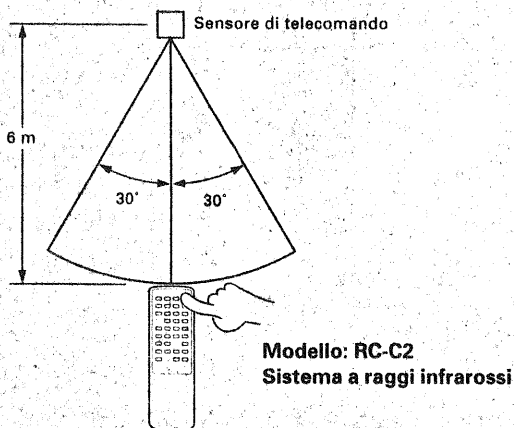 Sensore di telecomando
6 m
30°
30°
Modello: RC-C2
Sistema a raggi infrarossi